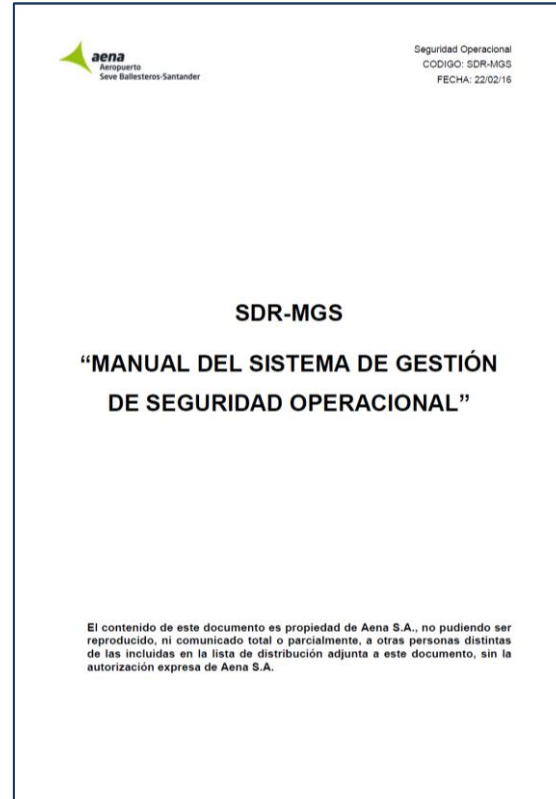 aena
Aeropuerto
Seve Ballesteros-Santander
Seguridad Operacional
CODIGO: SDR-MGS
FECHA: 22/02/16
SDR-MGS
“MANUAL DEL SISTEMA DE GESTIÓN
DE SEGURIDAD OPERACIONAL”
El contenido de este documento es propiedad de Aena S.A., no pudiendo ser
reproducido, ni comunicado total o parcialmente, a otras personas distintas
de las incluidas en la lista de distribución adjunta a este documento, sin la
autorización expresa de Aena S.A.